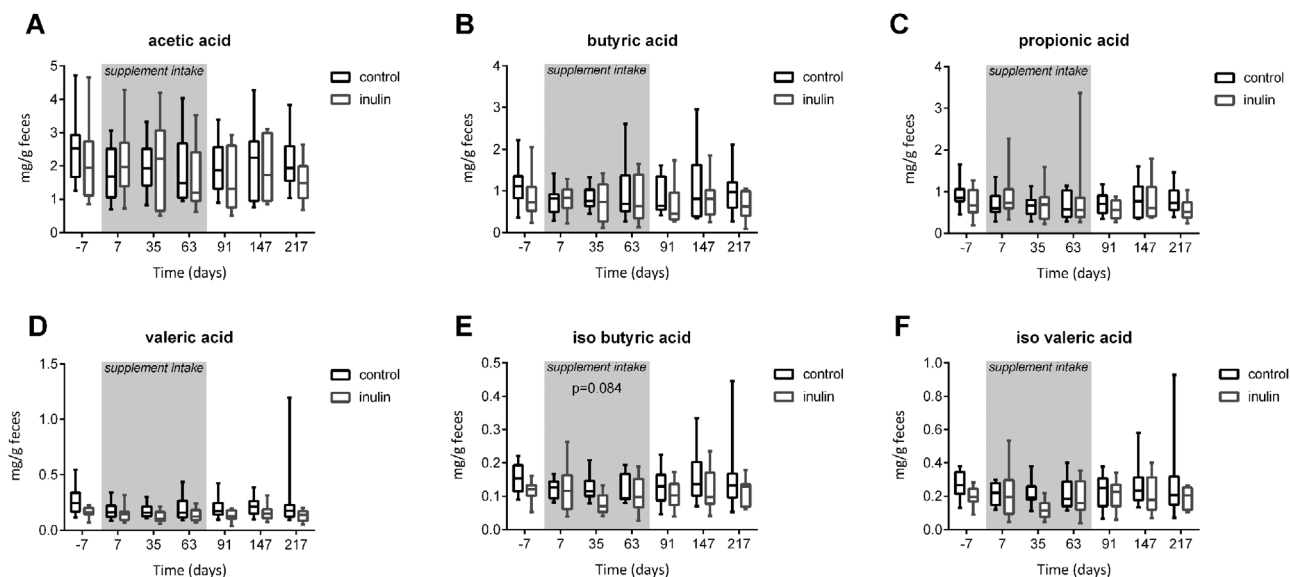 A
acetic acid
5
4
3
2
1
0
mg/g feces
supplement intake
control
inulin
-7 7 35 63 91 147 217
Time (days)
B
butyric acid
4
3
2
1
0
mg/g feces
supplement intake
control
inulin
-7 7 35 63 91 147 217
Time (days)
C
propionic acid
4
3
2
1
0
mg/g feces
supplement intake
control
inulin
-7 7 35 63 91 147 217
Time (days)
D
valeric acid
1.5
1.0
0.5
0.0
mg/g feces
supplement intake
control
inulin
-7 7 35 63 91 147 217
Time (days)
E
iso butyric acid
0.5
0.4
0.3
0.2
0.1
0.0
mg/g feces
supplement intake
p=0.084
control
inulin
-7 7 35 63 91 147 217
Time (days)
F
iso valeric acid
1.0
0.8
0.6
0.4
0.2
0.0
mg/g feces
supplement intake
control
inulin
-7 7 35 63 91 147 217
Time (days)